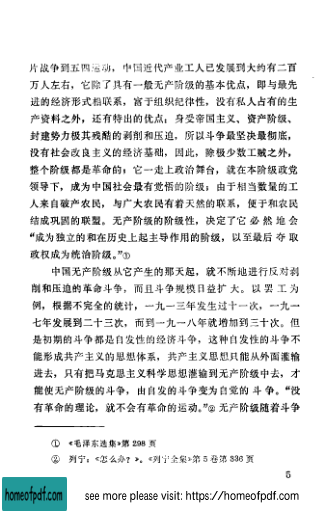 片战争到五四运动，中国近代产业工人已发展到大约有二百
万人左右，它除了具有一般无产阶级的基本优点，即与最先
进的经济形式相联系，富于组织纪律性，没有私人占有的生
产资料之外，还有特出的优点：身受帝国主义、资产阶级、
封建势力极其残酷的剥削和压迫，所以斗争最坚决最彻底，
没有社会改良主义的经济基础，因此，除极少数工贼之外，
整个阶级都是革命的；它一走上政治舞台，就在本阶级政党
领导下，成为中国社会最有觉悟的阶级；由于相当数量的工
人来自破产农民，与广大农民有着天然的联系，便于和农民
结成巩固的联盟。无产阶级的阶级性，决定了它必然地会
“成为独立的和在历史上起主导作用的阶级，以至最后夺取
政权成为统治阶级。”①
中国无产阶级从它产生的那天起，就不断地进行反对剥
削和压迫的革命斗争，而且斗争规模日益扩大。以罢工为
例，根据不完全的统计，一九一三年发生过十一次，一九一
七年发展到二十三次，而到一九一八年就增加到三十次。但
是初期的斗争都是自发性的经济斗争，这种自发性的斗争不
能形成共产主义的思想体系，共产主义思想只能从外面灌输
进去，只有把马克思主义科学思想灌输到无产阶级中去，才
能使无产阶级的斗争，由自发的斗争变为自觉的斗争。“没
有革命的理论，就不会有革命的运动。”② 无产阶级随着斗争
① 《毛泽东选集》第 298 页
② 列宁：《怎么办？》。《列宁全集》第 5 卷第 336 页
5
homeofpdf.com
see more please visit: https://homeofpdf.com